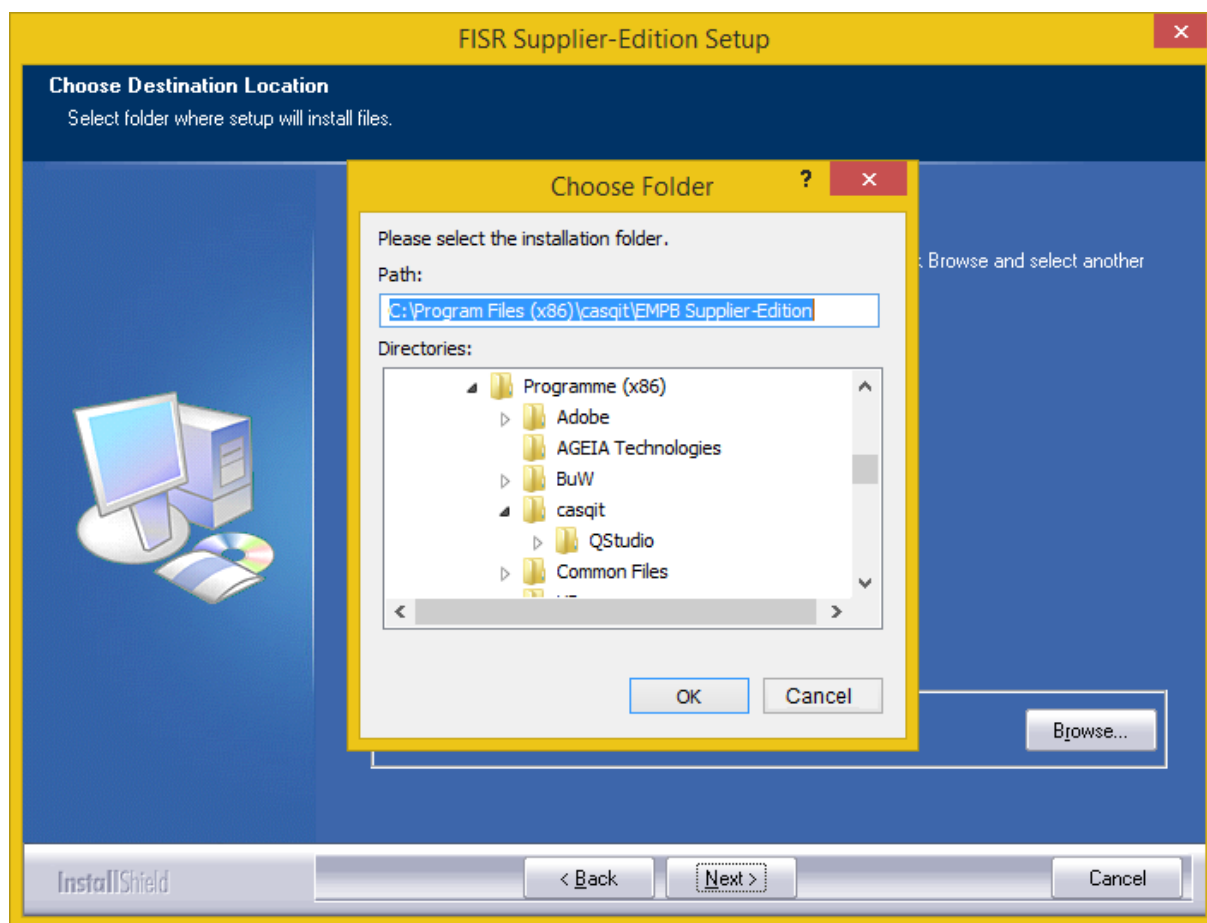 FISR Supplier-Edition Setup
Choose Destination Location
Select folder where setup will install files.
Choose Folder
?
Please select the installation folder.
Browse and select another
Path:
C:\Program Files (x86)\casqit\EMPB Supplier-Edition
Directories:
Programme (x86)
Adobe
AGEIA Technologies
BuW
casqit
QStudio
Common Files
OK
Cancel
Browse...
InstallShield
< Back
Next >
Cancel